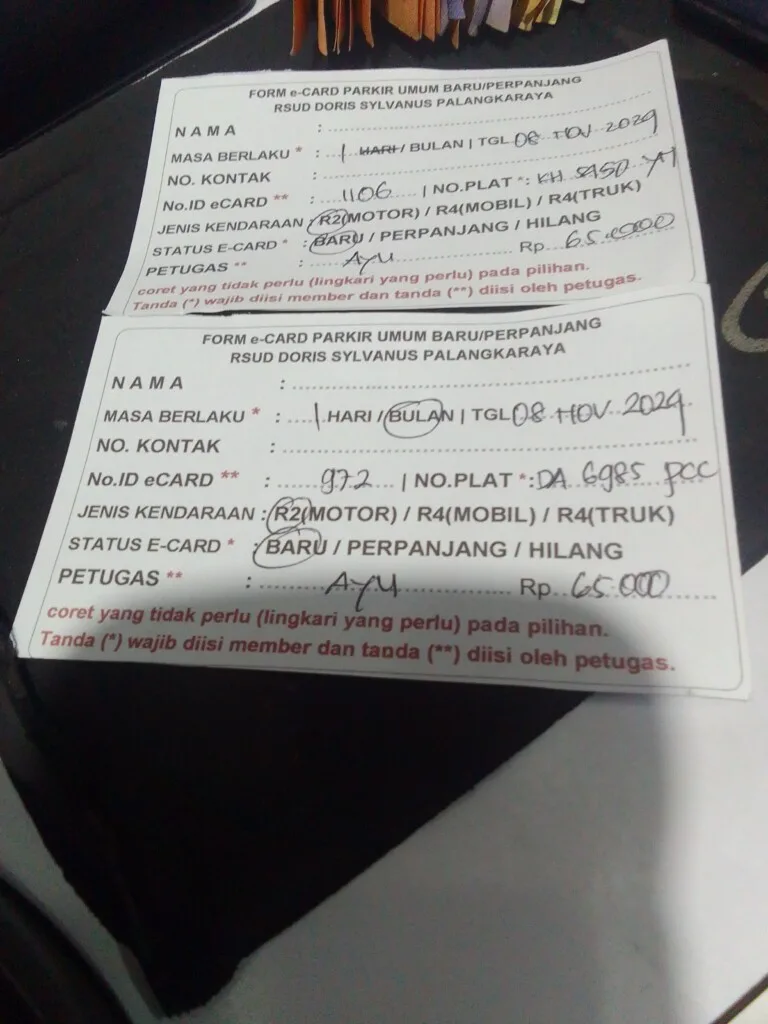 FORM e-CARD PARKIR UMUM BARU/PERPANJANG
RSUD DORIS SYLVANUS PALANGKARAYA
NAMA :
MASA BERLAKU * : 1 HARI / BULAN | TGL 08 NOV 2029
NO. KONTAK :
No.ID eCARD ** : 1106 | NO.PLAT *: KH 5950 YT
JENIS KENDARAAN : R2(MOTOR) / R4(MOBIL) / R4(TRUK)
STATUS E-CARD * : BARU / PERPANJANG / HILANG
PETUGAS ** : AYU Rp. 65.0000
coret yang tidak perlu (lingkari yang perlu) pada pilihan.
Tanda (*) wajib diisi member dan tanda (**) diisi oleh petugas.
FORM e-CARD PARKIR UMUM BARU/PERPANJANG
RSUD DORIS SYLVANUS PALANGKARAYA
NAMA :
MASA BERLAKU * : 1 HARI / BULAN | TGL 08 NOV 2029
NO. KONTAK :
No.ID eCARD ** : 972 | NO.PLAT *: DA 6985 PCC
JENIS KENDARAAN : R2(MOTOR) / R4(MOBIL) / R4(TRUK)
STATUS E-CARD * : BARU / PERPANJANG / HILANG
PETUGAS ** : AYU Rp. 65.000
coret yang tidak perlu (lingkari yang perlu) pada pilihan.
Tanda (*) wajib diisi member dan tanda (**) diisi oleh petugas.